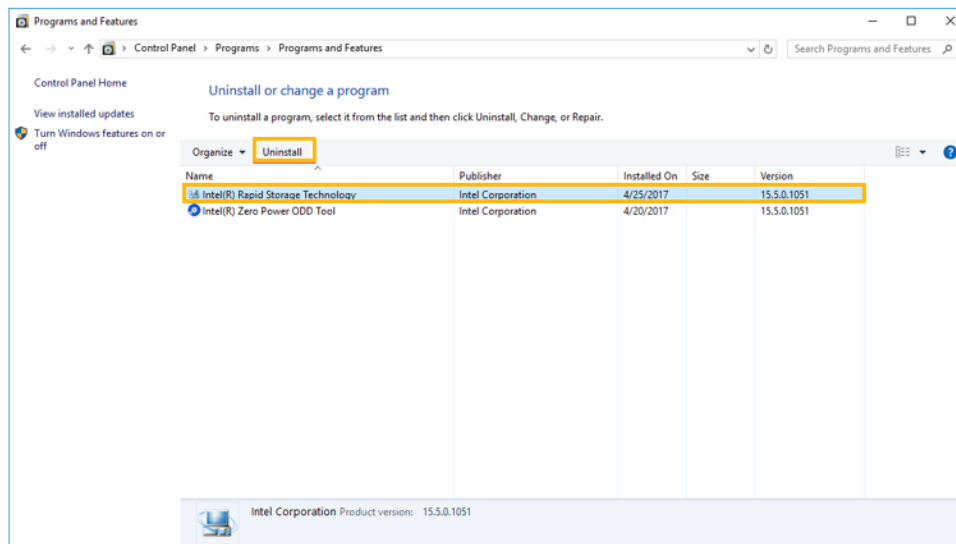 Programs and Features
Control Panel > Programs > Programs and Features
Search Programs and Features
Control Panel Home
View installed updates
Turn Windows features on or
off
Uninstall or change a program
To uninstall a program, select it from the list and then click Uninstall, Change, or Repair.
Organize Uninstall
Name Publisher Installed On Size Version
Intel(R) Rapid Storage Technology Intel Corporation 4/25/2017 15.5.0.1051
Intel(R) Zero Power ODD Tool Intel Corporation 4/20/2017 15.5.0.1051
Intel Corporation Product version: 15.5.0.1051